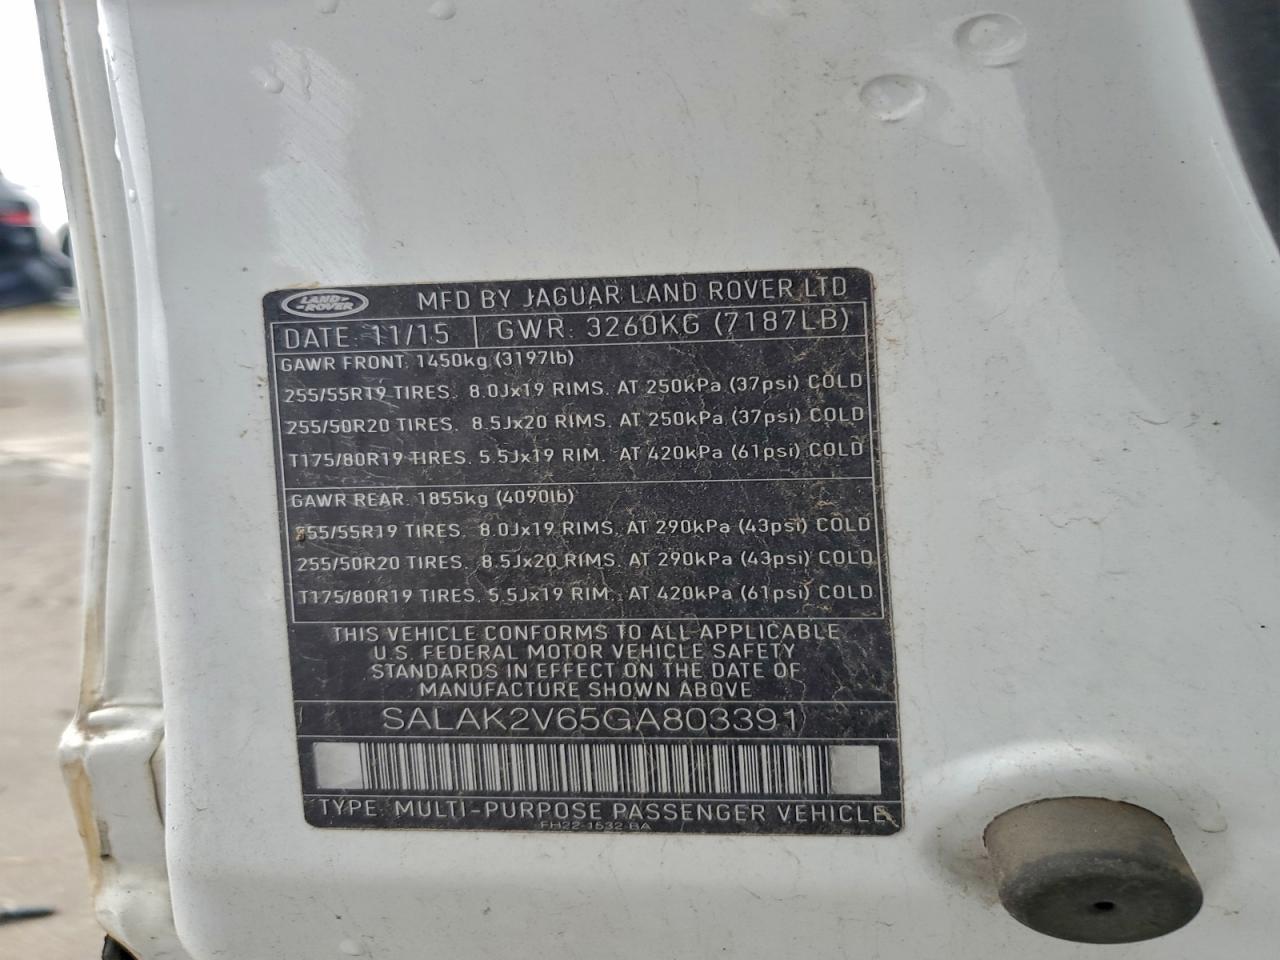 LAND
ROVER
MFD BY JAGUAR LAND ROVER LTD
DATE: 11/15 GWR: 3260KG (7187LB)
GAWR FRONT. 1450kg (3197lb)
255/55R19 TIRES. 8.0Jx19 RIMS. AT 250kPa (37psi) COLD
255/50R20 TIRES. 8.5Jx20 RIMS. AT 250kPa (37psi) COLD
T175/80R19 TIRES. 5.5Jx19 RIM. AT 420kPa (61psi) COLD
GAWR REAR. 1855kg (4090lb)
255/55R19 TIRES. 8.0Jx19 RIMS. AT 290kPa (43psi) COLD
255/50R20 TIRES. 8.5Jx20 RIMS. AT 290kPa (43psi) COLD
T175/80R19 TIRES. 5.5Jx19 RIM. AT 420kPa (61psi) COLD
THIS VEHICLE CONFORMS TO ALL APPLICABLE
U.S. FEDERAL MOTOR VEHICLE SAFETY
STANDARDS IN EFFECT ON THE DATE OF
MANUFACTURE SHOWN ABOVE
SALAK2V65GA803391
TYPE: MULTI-PURPOSE PASSENGER VEHICLE
FH22-1532-BA